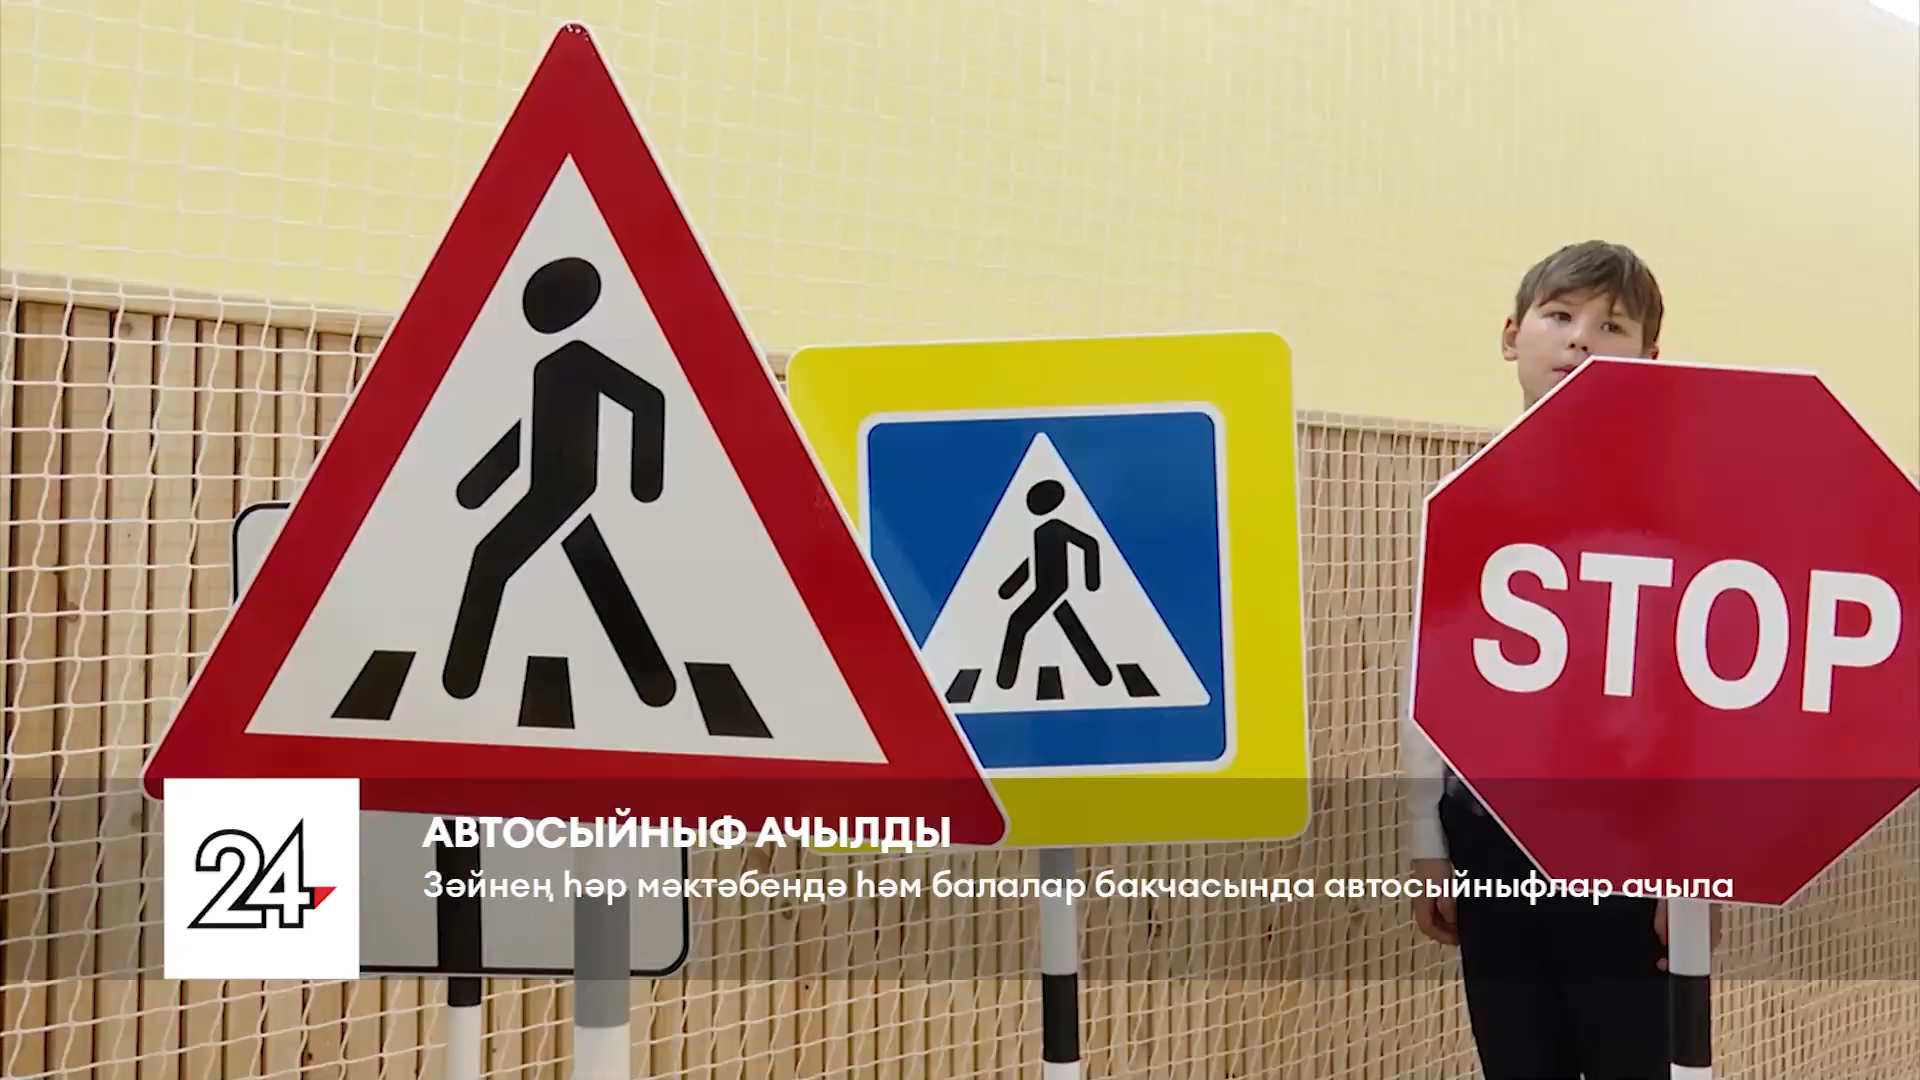 STOP
24
АВТОСЫЙНЫФ АЧЫЛДЫ
Зәйнең һәр мәктәбендә һәм балалар бакчасында автосыйныфлар ачыла